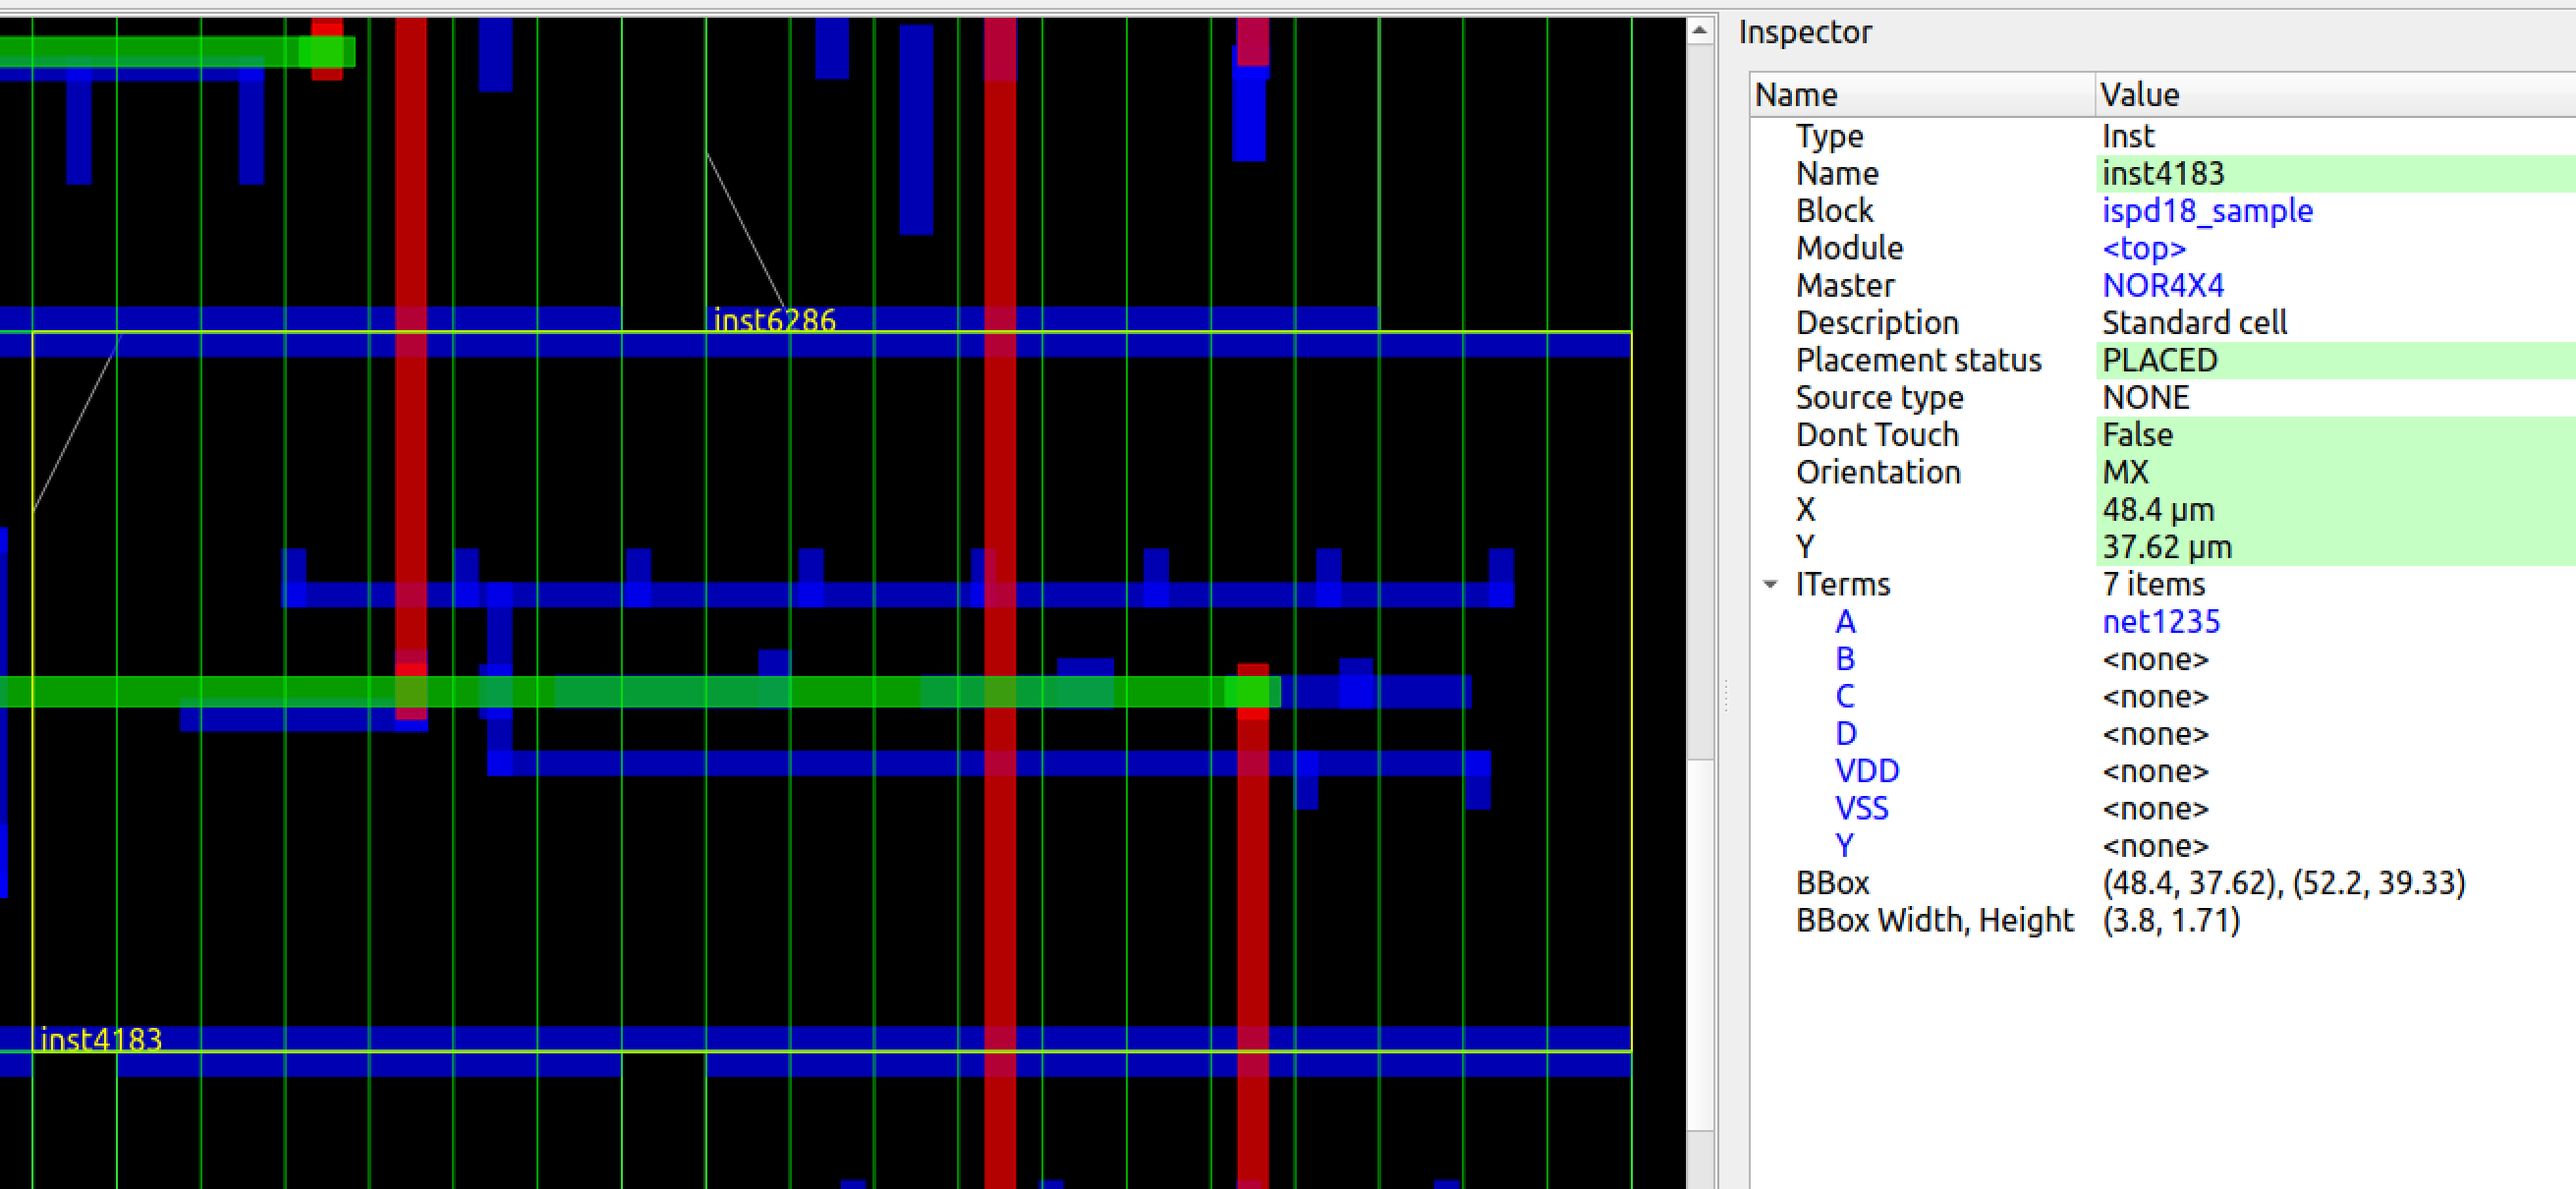 inst6286
inst4183
Inspector
Name Value
Type Inst
Name inst4183
Block ispd18_sample
Module <top>
Master NOR4X4
Description Standard cell
Placement status PLACED
Source type NONE
Dont Touch False
Orientation MX
X 48.4 µm
Y 37.62 µm
ITerms 7 items
A net1235
B <none>
C <none>
D <none>
VDD <none>
VSS <none>
Y <none>
BBox (48.4, 37.62), (52.2, 39.33)
BBox Width, Height (3.8, 1.71)